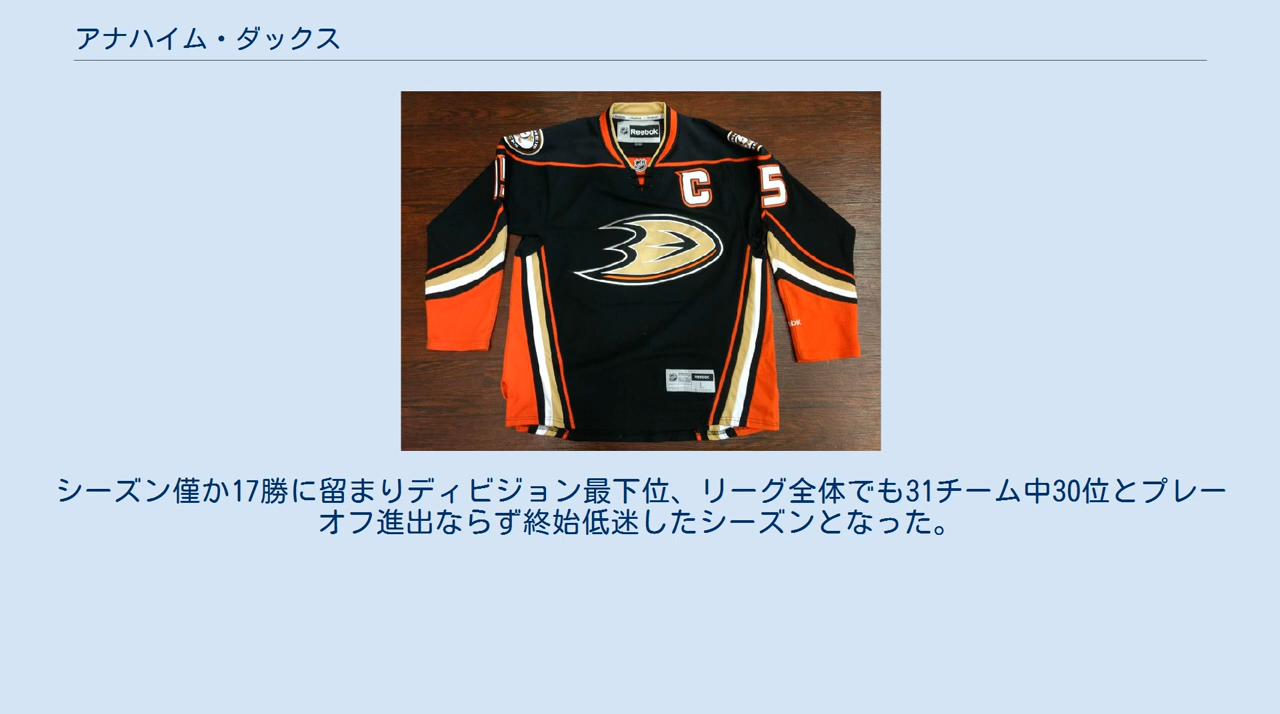 アナハイム・ダックス
Reebok
C
5
REEBOK
シーズン僅か17勝に留まりディビジョン最下位、リーグ全体でも31チーム中30位とプレー
オフ進出ならず終始低迷したシーズンとなった。